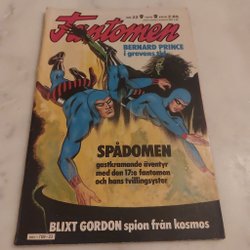 Fantomen
BERNARD PRINCE
i grevens tid
SPÅDOMEN
gastkramande äventyr
med den 17:e fantomen
och hans tvillingsyster
BLIXT GORDON spion från kosmos